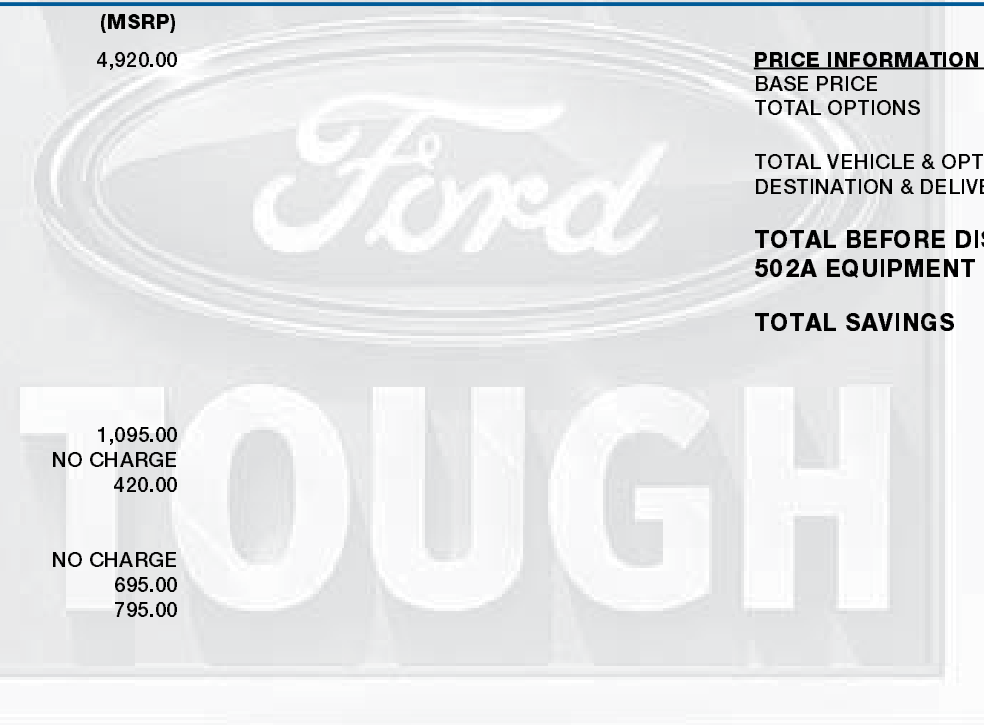 (MSRP)
4,920.00
1,095.00
NO CHARGE
420.00
NO CHARGE
695.00
795.00
PRICE INFORMATION
BASE PRICE
TOTAL OPTIONS
TOTAL VEHICLE & OPT
DESTINATION & DELIVE
TOTAL BEFORE DIS
502A EQUIPMENT
TOTAL SAVINGS
Ford
TOUGH